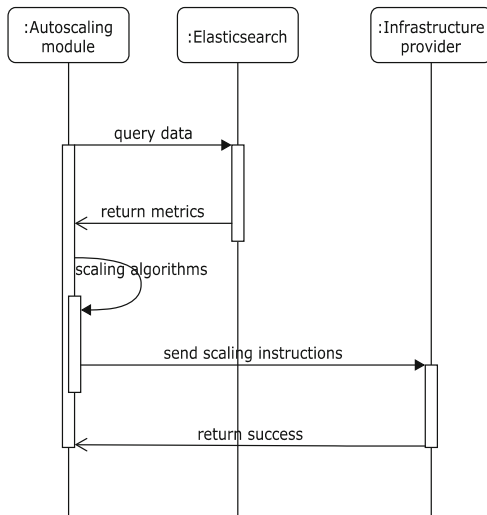 :Autoscaling
module
:Elasticsearch
:Infrastructure
provider
query data
return metrics
scaling algorithms
send scaling instructions
return success